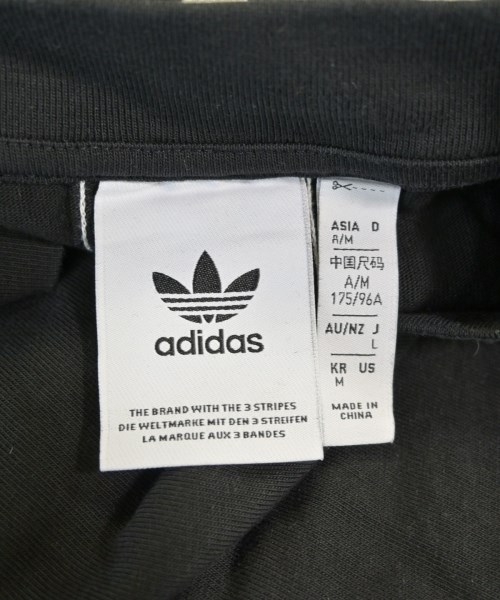 adidas
THE BRAND WITH THE 3 STRIPES
DIE WELTMARKE MIT DEN 3 STREIFEN
LA MARQUE AUX 3 BANDES
ASIA D
A/M
中国尺码
A/M
175/96A
AU/NZ J
L
KR US
M
MADE IN
CHINA